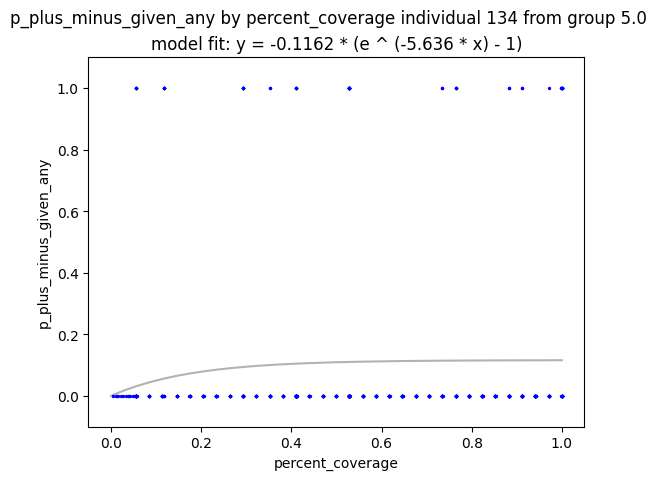 p_plus_minus_given_any by percent_coverage individual 134 from group 5.0
model fit: y = -0.1162 * (e ^ (-5.636 * x) - 1)
1.0
0.8
0.6
0.4
0.2
0.0
p_plus_minus_given_any
0.0 0.2 0.4 0.6 0.8 1.0
percent_coverage